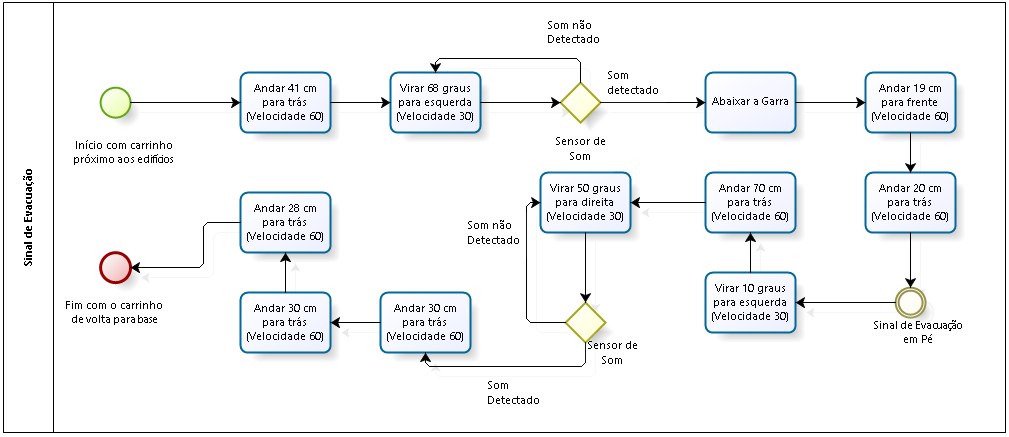 Sinal de Evacuação
Início com carrinho
próximo aos edifícios
Andar 41 cm
para trás
(Velocidade 60)
Virar 68 graus
para esquerda
(Velocidade 30)
Som não
Detectado
Sensor de
Som
Som
detectado
Abaixar a Garra
Andar 19 cm
para frente
(Velocidade 60)
Andar 20 cm
para trás
(Velocidade 60)
Sinal de Evacuação
em Pé
Virar 10 graus
para esquerda
(Velocidade 30)
Andar 70 cm
para trás
(Velocidade 60)
Virar 50 graus
para direita
(Velocidade 30)
Som não
Detectado
Sensor de
Som
Som
Detectado
Andar 30 cm
para trás
(Velocidade 60)
Andar 30 cm
para trás
(Velocidade 60)
Andar 28 cm
para trás
(Velocidade 60)
Fim com o carrinho
de volta para base